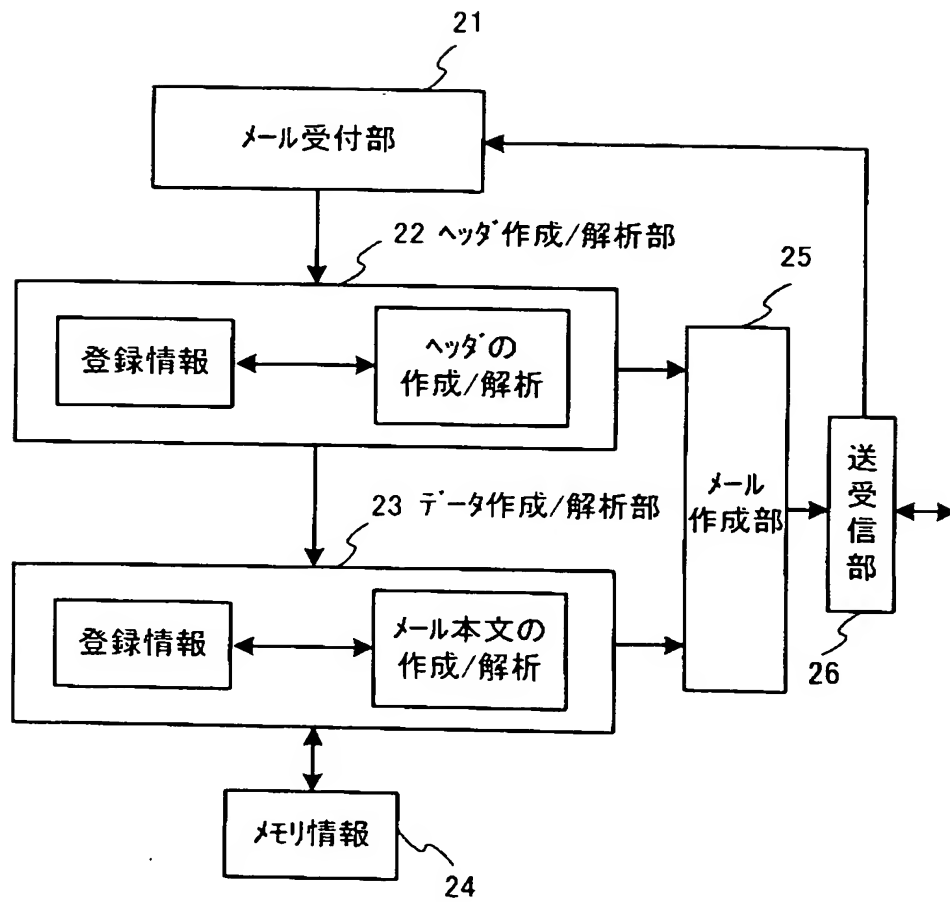 21
メール受付部
22 ヘッダ作成/解析部
登録情報
ヘッダの
作成/解析
25
メール
作成部
送受信部
26
23 データ作成/解析部
登録情報
メール本文の
作成/解析
メモリ情報
24